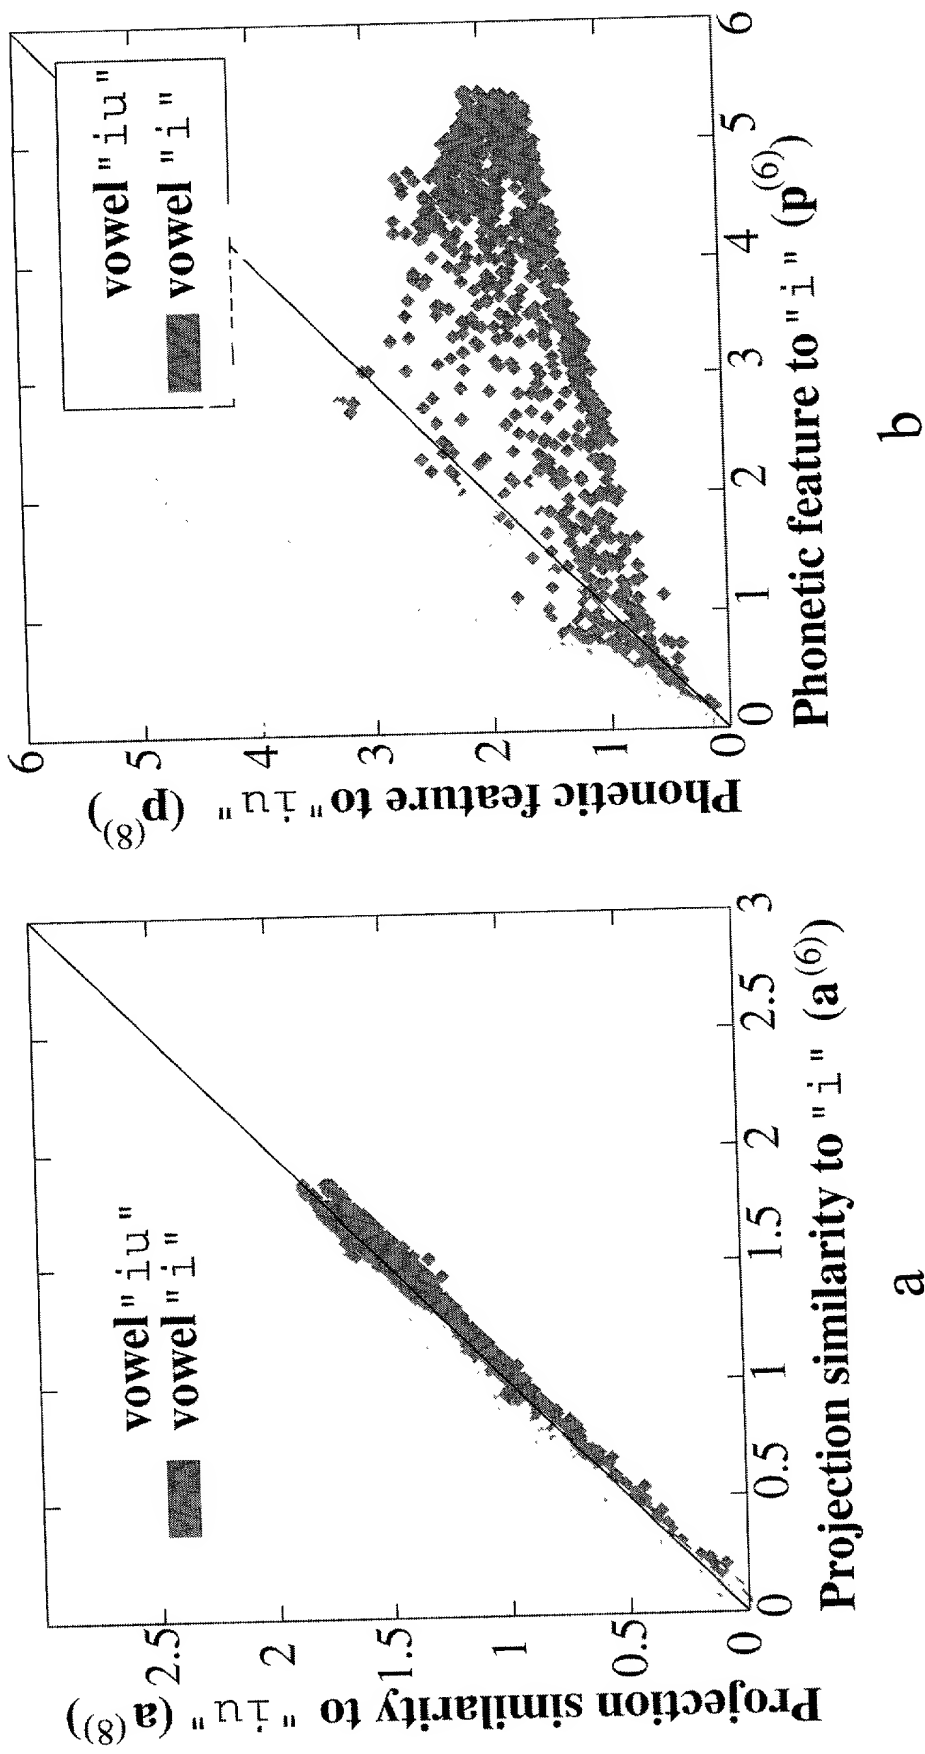 Projection similarity to "iu" (a(8))
2.5
2
1.5
1
0.5
0
vowel "iu"
vowel "i"
0
0.5
1
1.5
2
2.5
3
Projection similarity to "i" (a(6))
a
Phonetic feature to "iu" (p(8))
6
5
4
3
2
1
0
vowel "iu"
vowel "i"
0
1
2
3
4
5
6
Phonetic feature to "i" (p(6))
b